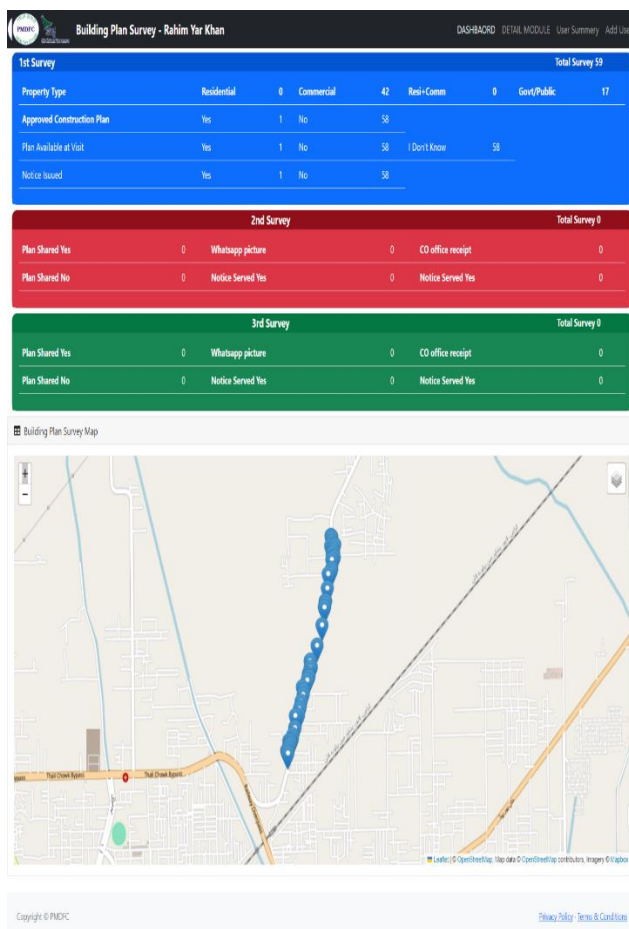 PMDFC
Building Plan Survey - Rahim Yar Khan
DASHBAORD DETAIL MODULE User Summery Add Use
1st Survey Total Survey 59
Property Type Residential 0 Commercial 42 Resi+Comm 0 Govt/Public 17
Approved Construction Plan Yes 1 No 58
Plan Available at Visit Yes 1 No 58 I Don't Know 58
Notice Isuued Yes 1 No 58
2nd Survey Total Survey 0
Plan Shared Yes 0 Whatsapp picture 0 CO office receipt 0
Plan Shared No 0 Notice Served Yes 0 Notice Served Yes 0
3rd Survey Total Survey 0
Plan Shared Yes 0 Whatsapp picture 0 CO office receipt 0
Plan Shared No 0 Notice Served Yes 0 Notice Served Yes 0
Building Plan Survey Map
+
−
Thali Chowk Bypass
Thali Chowk Bypass
Leaflet | © OpenStreetMap, Map data © OpenStreetMap contributors, Imagery © Mapbox
Copyright © PMDFC
Privacy Policy · Terms & Conditions